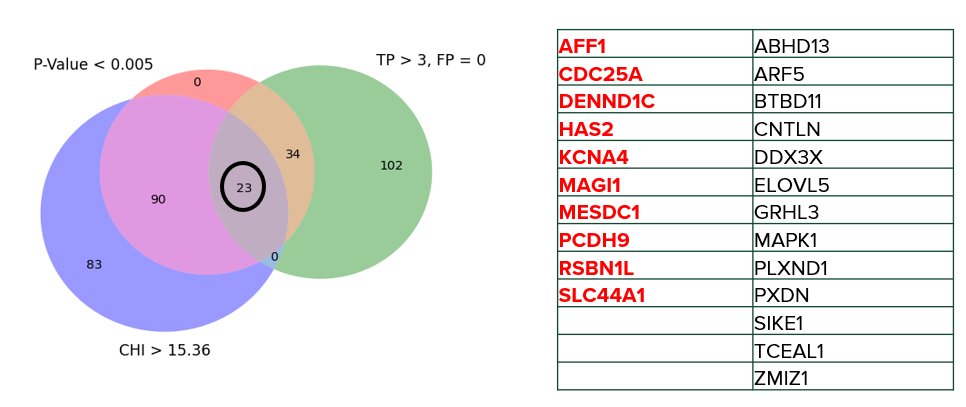 P-Value < 0.005
TP > 3, FP = 0
0
34
102
90
23
0
83
CHI > 15.36
AFF1 ABHD13
CDC25A ARF5
DENND1C BTBD11
HAS2 CNTLN
KCNA4 DDX3X
MAGI1 ELOVL5
MESDC1 GRHL3
PCDH9 MAPK1
RSBN1L PLXND1
SLC44A1 PXDN
SIKE1
TCEAL1
ZMIZ1